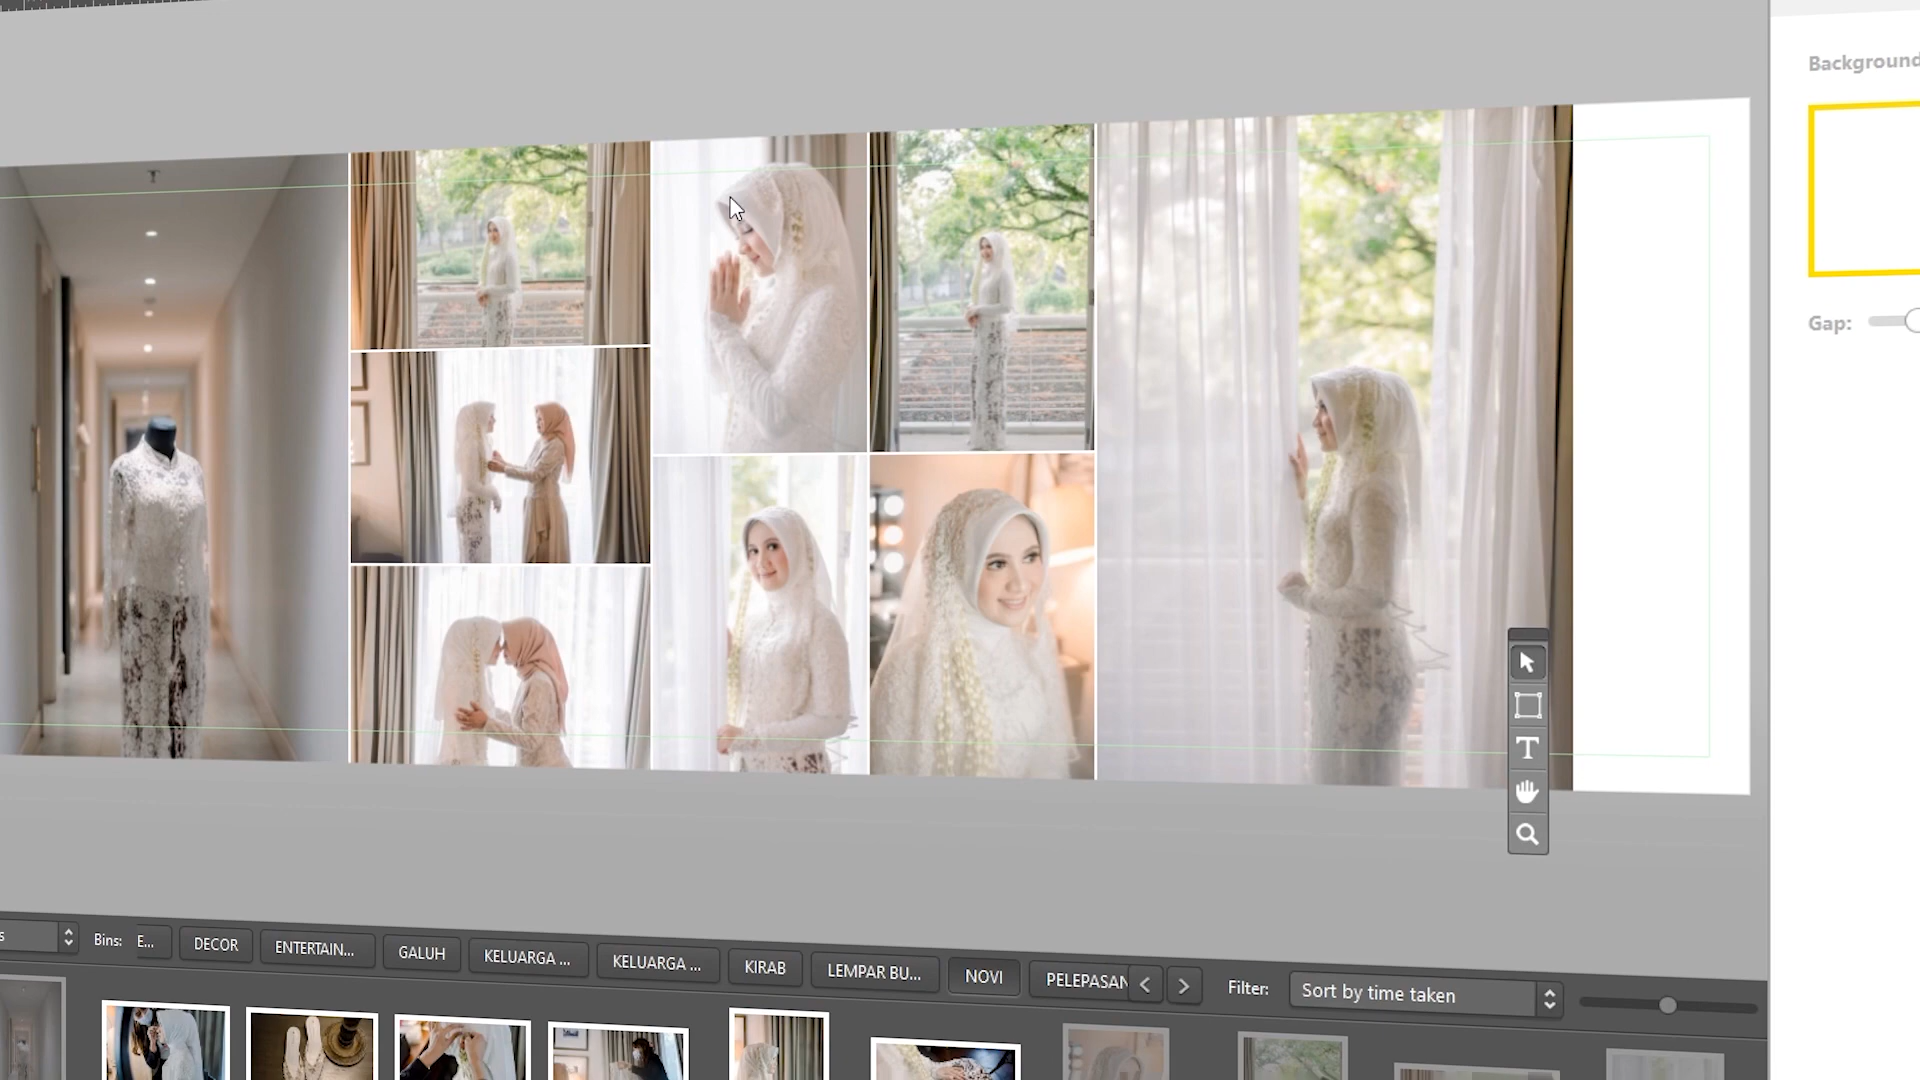 Background
Gap:
s
Bins:
E...
DECOR
ENTERTAIN...
GALUH
KELUARGA ...
KELUARGA ...
KIRAB
LEMPAR BU...
NOVI
PELEPASAN
Filter:
Sort by time taken
T